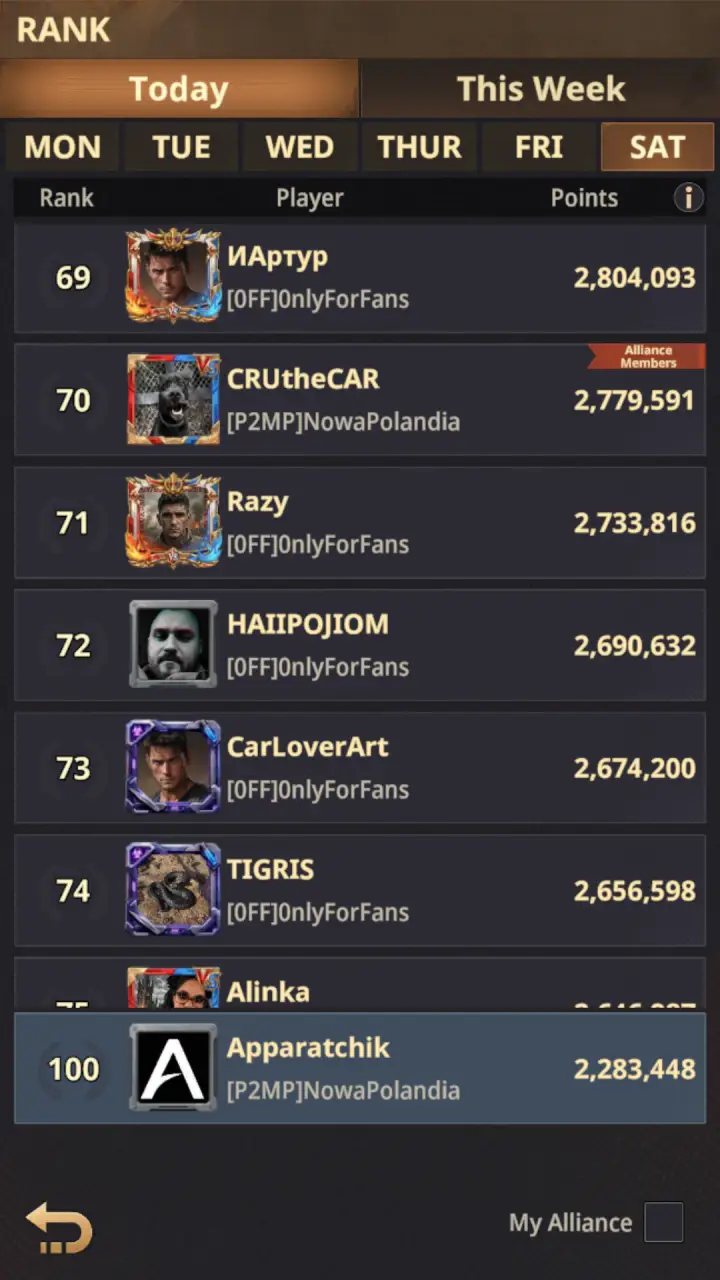 RANK
Today
This Week
MON
TUE
WED
THUR
FRI
SAT
Rank
Player
Points
69
ИАртур
[0FF]0nlyForFans
2,804,093
70
CRUtheCAR
[P2MP]NowaPolandia
Alliance
Members
2,779,591
71
Razy
[0FF]0nlyForFans
2,733,816
72
HAIIPOJIOM
[0FF]0nlyForFans
2,690,632
73
CarLoverArt
[0FF]0nlyForFans
2,674,200
74
TIGRIS
[0FF]0nlyForFans
2,656,598
Alinka
100
Apparatchik
[P2MP]NowaPolandia
2,283,448
My Alliance